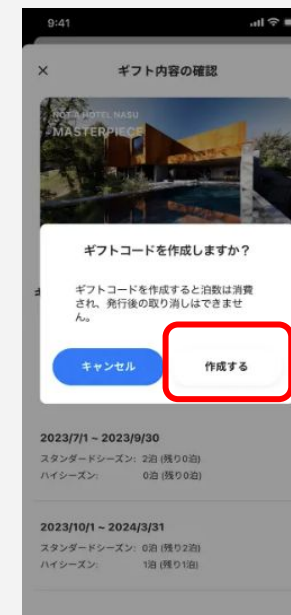 9:41
ギフト内容の確認
NOT A HOTEL NASU
MASTERPIECE
ギフトコードを作成しますか？
ギフトコードを作成すると泊数は消費
され、発行後の取り消しはできませ
ん。
キャンセル
作成する
2023/7/1 ~ 2023/9/30
スタンダードシーズン: 2泊 (残り0泊)
ハイシーズン: 0泊 (残り0泊)
2023/10/1 ~ 2024/3/31
スタンダードシーズン: 0泊 (残り2泊)
ハイシーズン: 1泊 (残り1泊)